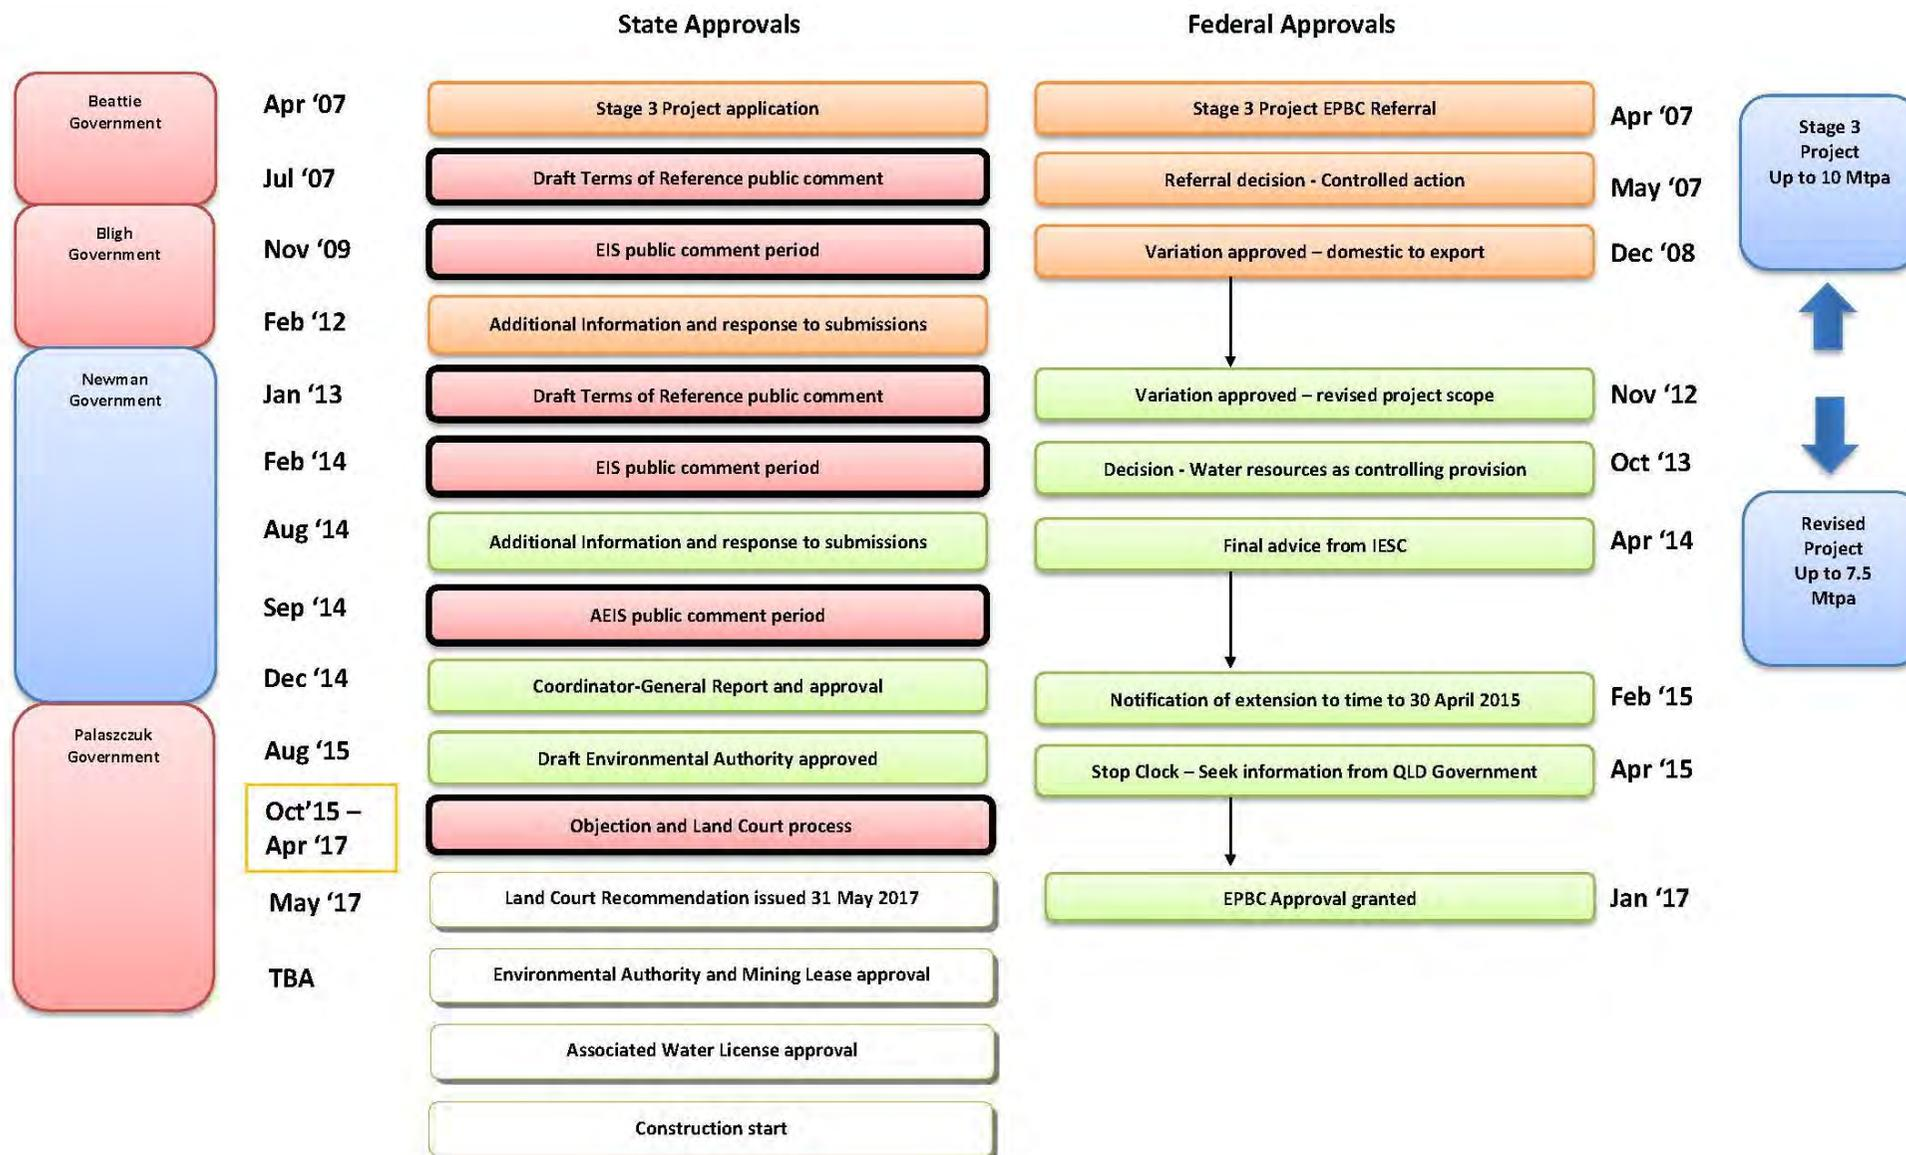 State Approvals
Federal Approvals
Beattie
Government
Apr ‘07
Stage 3 Project application
Stage 3 Project EPBC Referral
Apr ‘07
Stage 3
Project
Up to 10 Mtpa
Jul ‘07
Draft Terms of Reference public comment
Referral decision - Controlled action
May ‘07
Bligh
Government
Nov ‘09
EIS public comment period
Variation approved – domestic to export
Dec ‘08
Feb ‘12
Additional Information and response to submissions
Newman
Government
Jan ‘13
Draft Terms of Reference public comment
Variation approved – revised project scope
Nov ‘12
Feb ‘14
EIS public comment period
Decision - Water resources as controlling provision
Oct ‘13
Aug ‘14
Additional Information and response to submissions
Final advice from IESC
Apr ‘14
Revised
Project
Up to 7.5
Mtpa
Sep ‘14
AEIS public comment period
Dec ‘14
Coordinator-General Report and approval
Notification of extension to time to 30 April 2015
Feb ‘15
Palaszczuk
Government
Aug ‘15
Draft Environmental Authority approved
Stop Clock – Seek information from QLD Government
Apr ‘15
Oct’15 –
Apr ‘17
Objection and Land Court process
May ‘17
Land Court Recommendation issued 31 May 2017
EPBC Approval granted
Jan ‘17
TBA
Environmental Authority and Mining Lease approval
Associated Water License approval
Construction start